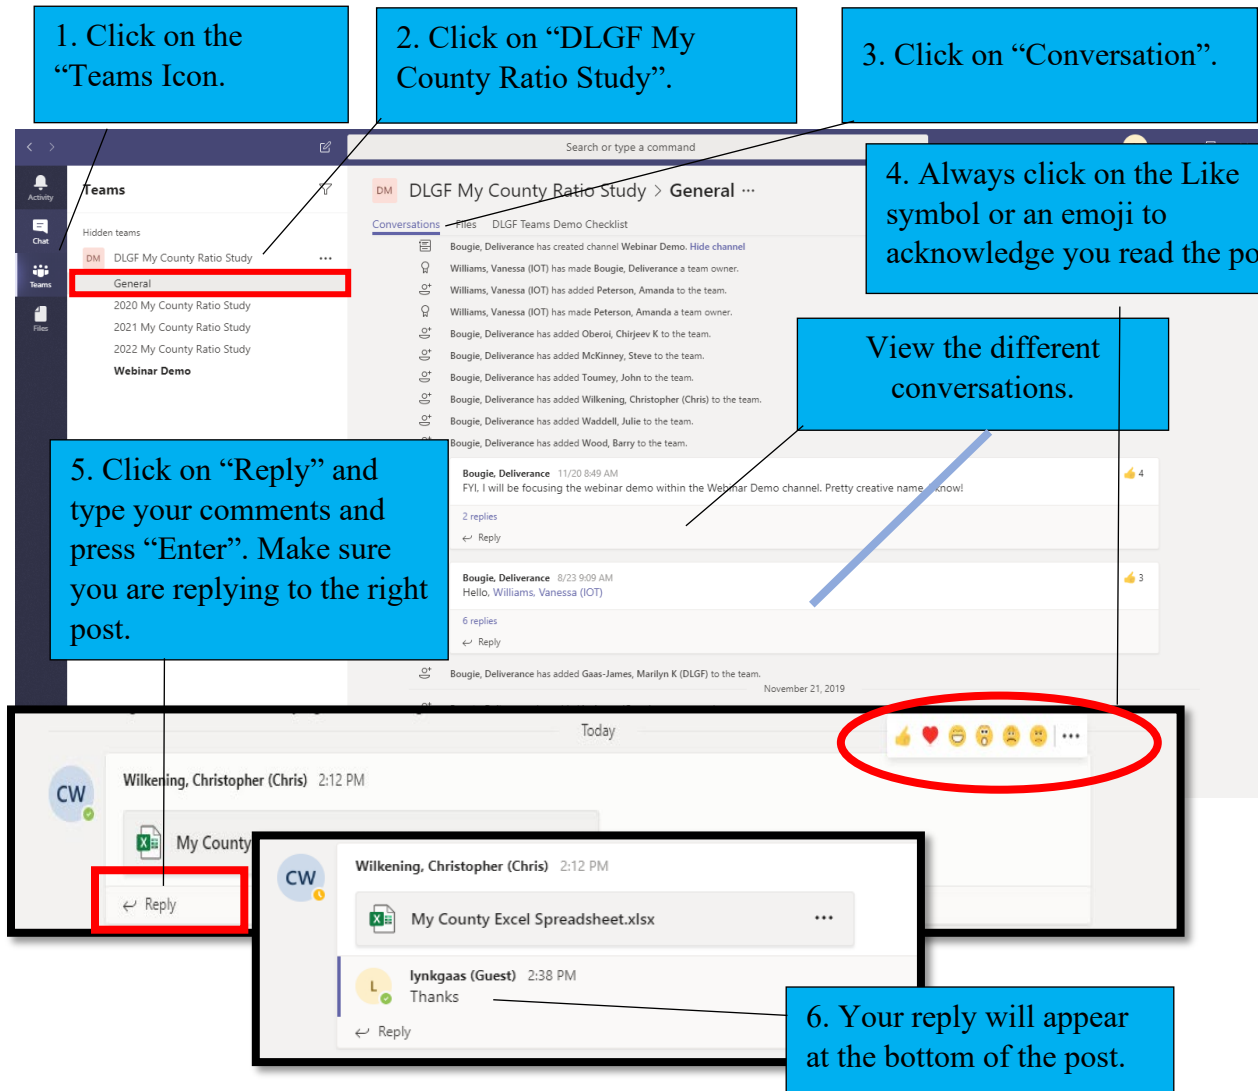 1. Click on the
“Teams Icon.
2. Click on “DLGF My
County Ratio Study”.
3. Click on “Conversation”.
Search or type a command
4. Always click on the Like
symbol or an emoji to
acknowledge you read the po
Activity
Chat
Teams
Files
Teams
Hidden teams
DM DLGF My County Ratio Study ...
General
2020 My County Ratio Study
2021 My County Ratio Study
2022 My County Ratio Study
Webinar Demo
DM DLGF My County Ratio Study > General ...
Conversations Files DLGF Teams Demo Checklist
Bougie, Deliverance has created channel Webinar Demo. Hide channel
Williams, Vanessa (IOT) has made Bougie, Deliverance a team owner.
Williams, Vanessa (IOT) has added Peterson, Amanda to the team.
Williams, Vanessa (IOT) has made Peterson, Amanda a team owner.
Bougie, Deliverance has added Oberoi, Chirjeev K to the team.
Bougie, Deliverance has added McKinney, Steve to the team.
Bougie, Deliverance has added Toumey, John to the team.
Bougie, Deliverance has added Wilkening, Christopher (Chris) to the team.
Bougie, Deliverance has added Waddell, Julie to the team.
Bougie, Deliverance has added Wood, Barry to the team.
View the different
conversations.
5. Click on “Reply” and
type your comments and
press “Enter”. Make sure
you are replying to the right
post.
Bougie, Deliverance 11/20 8:49 AM
FYI, I will be focusing the webinar demo within the Webinar Demo channel. Pretty creative name, I know!
4
2 replies
Reply
Bougie, Deliverance 8/23 9:09 AM
Hello, Williams, Vanessa (IOT)
3
6 replies
Reply
Bougie, Deliverance has added Gaas-James, Marilyn K (DLGF) to the team.
November 21, 2019
Today
CW
Wilkening, Christopher (Chris) 2:12 PM
My County
Reply
CW
Wilkening, Christopher (Chris) 2:12 PM
My County Excel Spreadsheet.xlsx ...
L
lynkgaas (Guest) 2:38 PM
Thanks
Reply
6. Your reply will appear
at the bottom of the post.